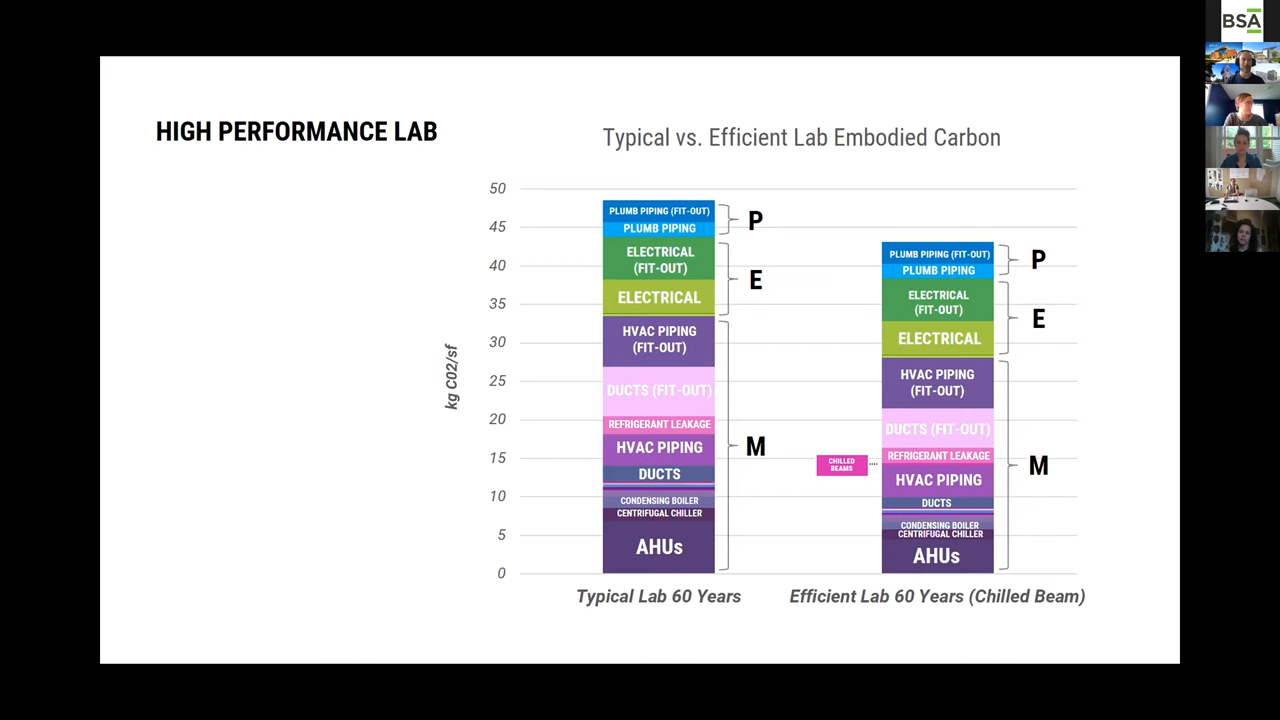 BSA
HIGH PERFORMANCE LAB
Typical vs. Efficient Lab Embodied Carbon
kg C02/sf
50
45
40
35
30
25
20
15
10
5
0
PLUMB PIPING (FIT-OUT)
PLUMB PIPING
ELECTRICAL
(FIT-OUT)
ELECTRICAL
HVAC PIPING
(FIT-OUT)
DUCTS (FIT-OUT)
REFRIGERANT LEAKAGE
HVAC PIPING
DUCTS
CONDENSING BOILER
CENTRIFUGAL CHILLER
AHUs
P
E
M
Typical Lab 60 Years
CHILLED
BEAMS
PLUMB PIPING (FIT-OUT)
PLUMB PIPING
ELECTRICAL
(FIT-OUT)
ELECTRICAL
HVAC PIPING
(FIT-OUT)
DUCTS (FIT-OUT)
REFRIGERANT LEAKAGE
HVAC PIPING
DUCTS
CONDENSING BOILER
CENTRIFUGAL CHILLER
AHUs
P
E
M
Efficient Lab 60 Years (Chilled Beam)